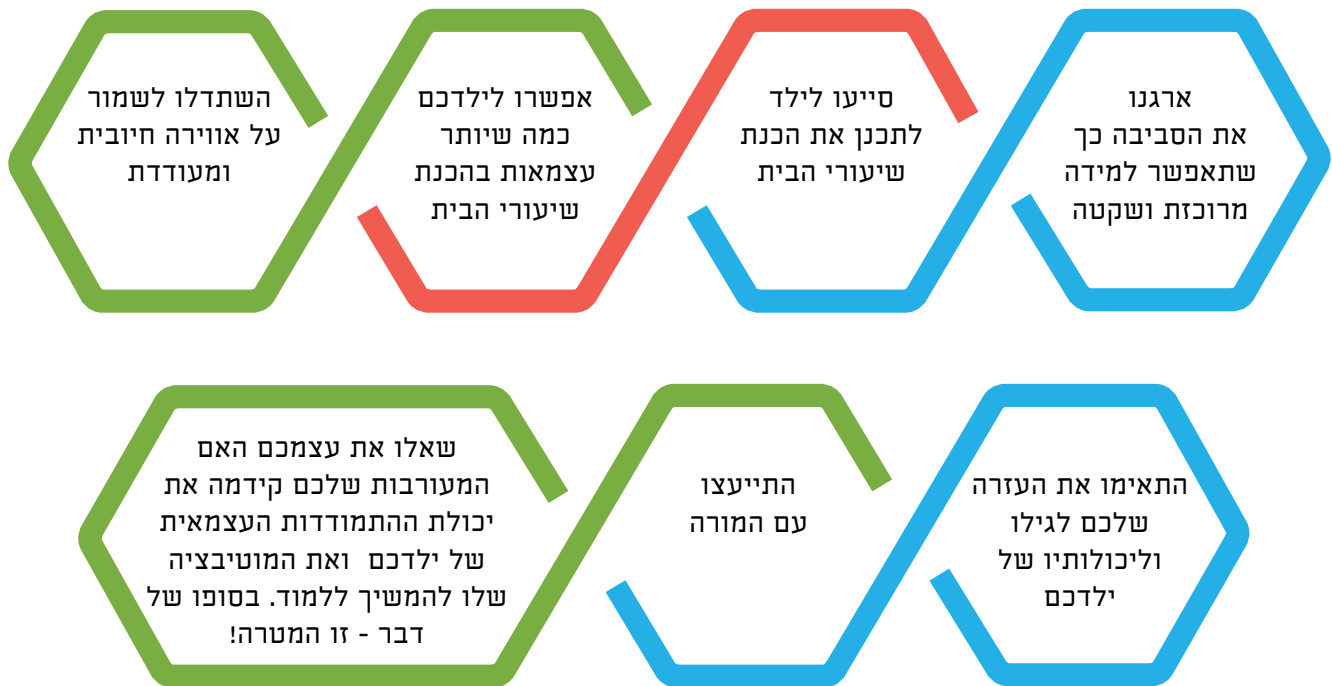 ארגנו
את הסביבה כך
שתאפשר למידה
מרוכזת ושקטה
סייעו לילד
לתכנן את הכנת
שיעורי הבית
אפשרו לילדכם
כמה שיותר
עצמאות בהכנת
שיעורי הבית
השתדלו לשמור
על אווירה חיובית
ומעודדת
התאימו את העזרה
שלכם לגילו
וליכולותיו של
ילדכם
התייעצו
עם המורה
שאלו את עצמכם האם
המעורבות שלכם קידמה את
יכולת ההתמודדות העצמאית
של ילדכם  ואת המוטיבציה
שלו להמשיך ללמוד. בסופו של
דבר - זו המטרה!